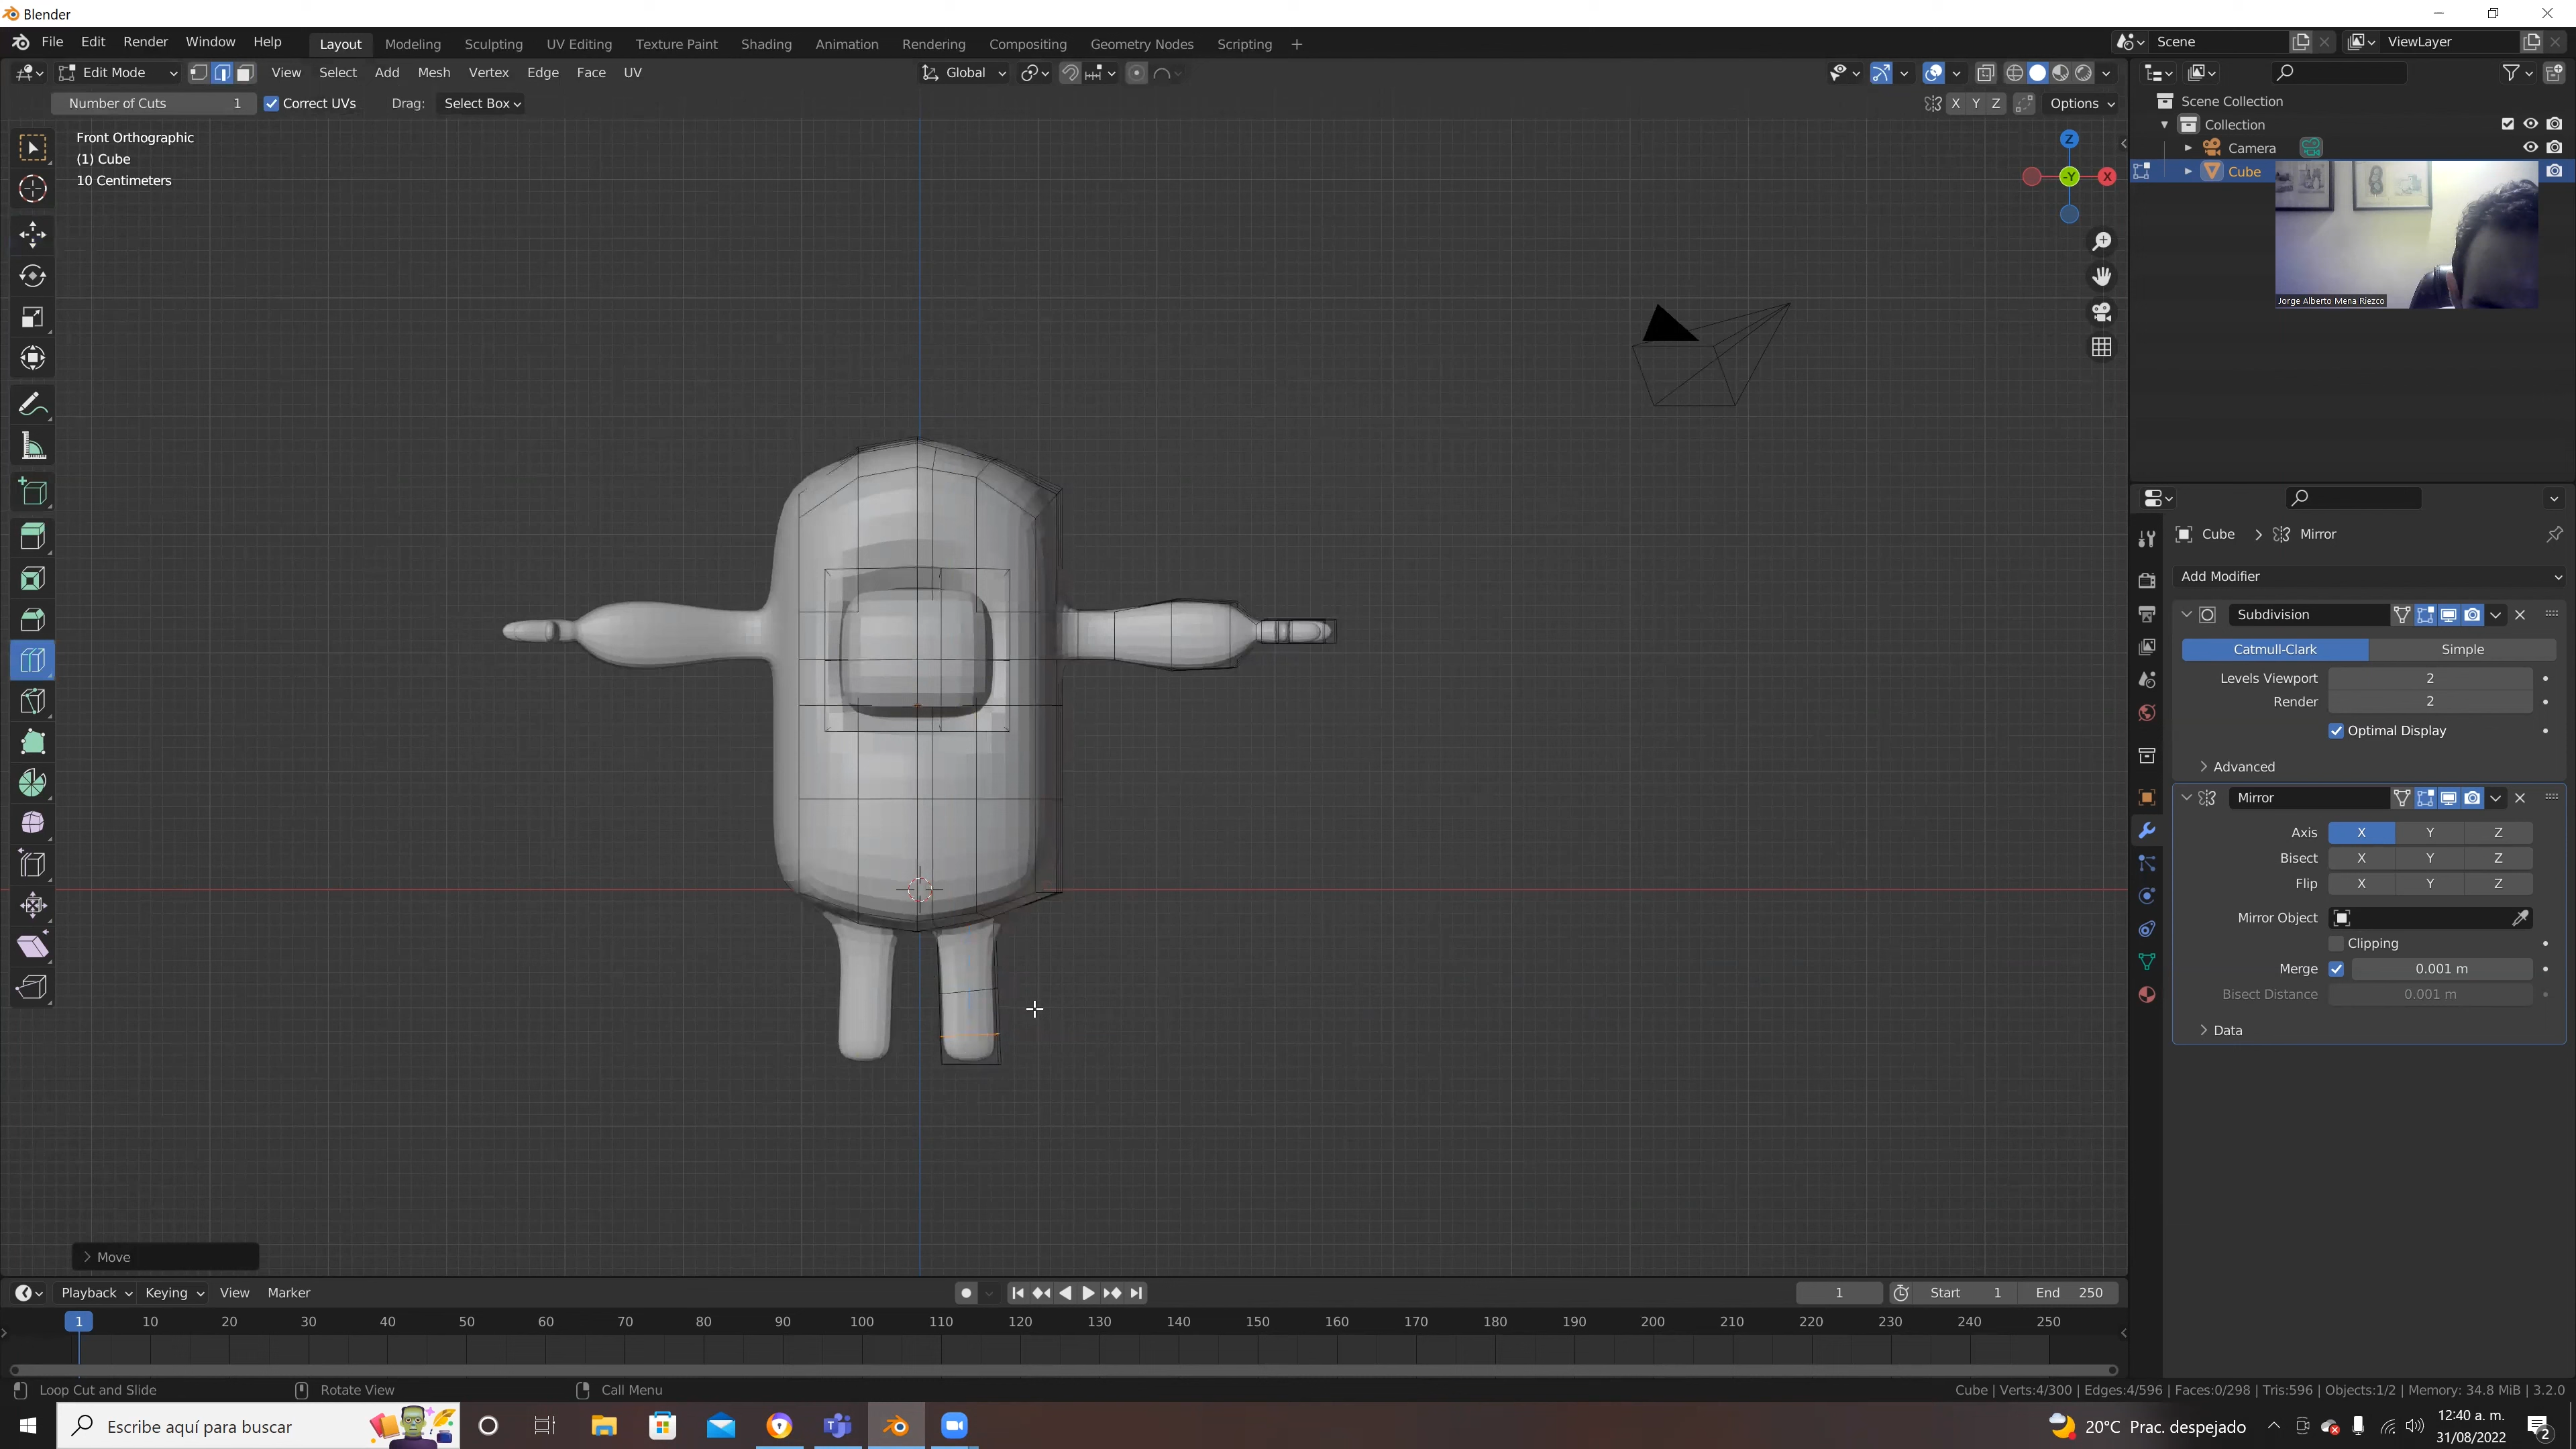 Blender
File Edit Render Window Help Layout Modeling Sculpting UV Editing Texture Paint Shading Animation Rendering Compositing Geometry Nodes Scripting + Scene ViewLayer
Edit Mode View Select Add Mesh Vertex Edge Face UV Global
Number of Cuts 1 Correct UVs Drag: Select Box X Y Z Options
Front Orthographic
(1) Cube
10 Centimeters
Z
-Y
X
Scene Collection
Collection
Camera
Cube
Jorge Alberto Mena Riezco
Cube > Mirror
Add Modifier
Subdivision
Catmull-Clark Simple
Levels Viewport 2
Render 2
Optimal Display
Advanced
Mirror
Axis X Y Z
Bisect X Y Z
Flip X Y Z
Mirror Object
Clipping
Merge 0.001 m
Bisect Distance 0.001 m
Data
Move
Playback Keying View Marker 1 Start 1 End 250
1 10 20 30 40 50 60 70 80 90 100 110 120 130 140 150 160 170 180 190 200 210 220 230 240 250
Loop Cut and Slide Rotate View Call Menu Cube | Verts:4/300 | Edges:4/596 | Faces:0/298 | Tris:596 | Objects:1/2 | Memory: 34.8 MiB | 3.2.0
Escribe aquí para buscar 20°C Prac. despejado 12:40 a. m.
31/08/2022 2